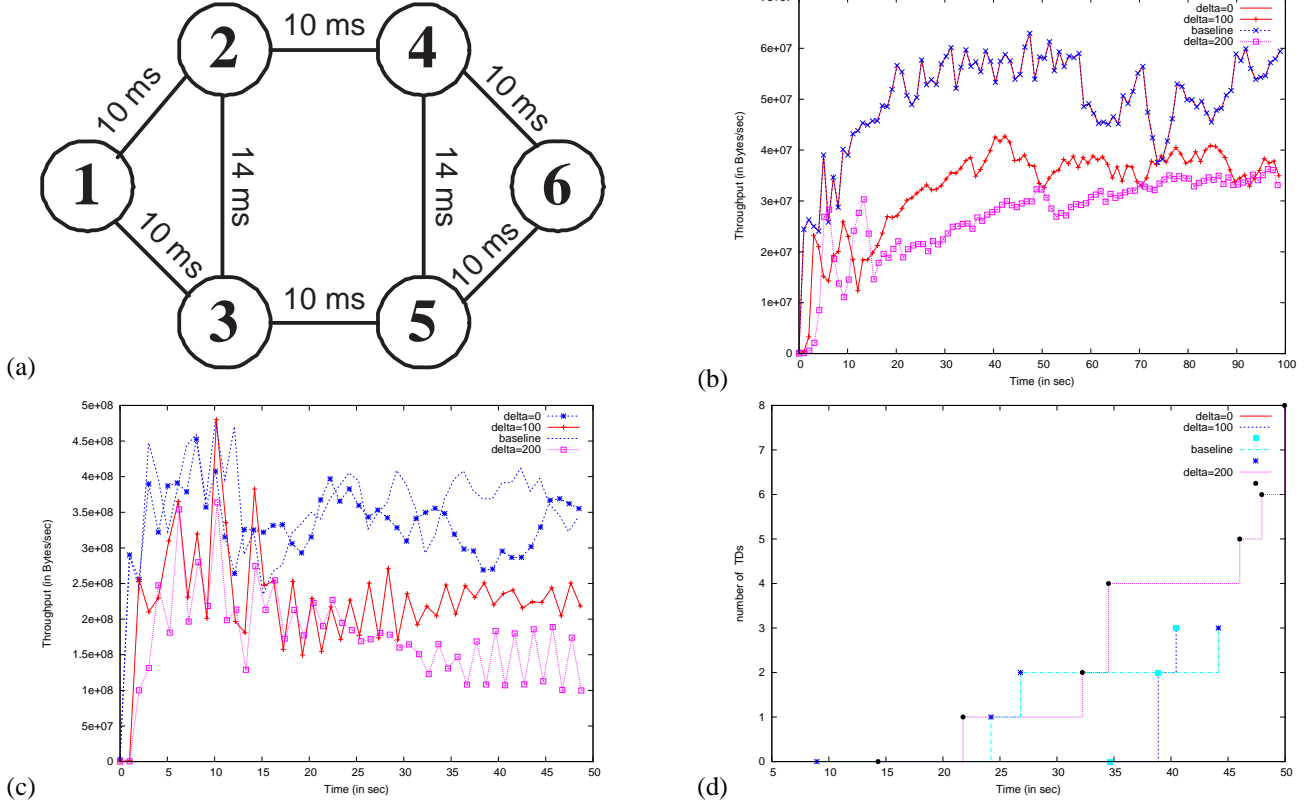 10 ms
2
4
10 ms
10 ms
14 ms
14 ms
1
6
10 ms
10 ms
10 ms
3
5
(a)
delta=0
delta=100
baseline
delta=200
6e+07
5e+07
4e+07
3e+07
2e+07
1e+07
0
Throughput (in Bytes/sec)
0 10 20 30 40 50 60 70 80 90 100
Time (in sec)
(b)
delta=0
delta=100
baseline
delta=200
5e+08
4.5e+08
4e+08
3.5e+08
3e+08
2.5e+08
2e+08
1.5e+08
1e+08
5e+07
0
Throughput (in Bytes/sec)
0 5 10 15 20 25 30 35 40 45 50
Time (in sec)
(c)
delta=0
delta=100
baseline
delta=200
8
7
6
5
4
3
2
1
0
number of TDs
5 10 15 20 25 30 35 40 45 50
Time (in sec)
(d)